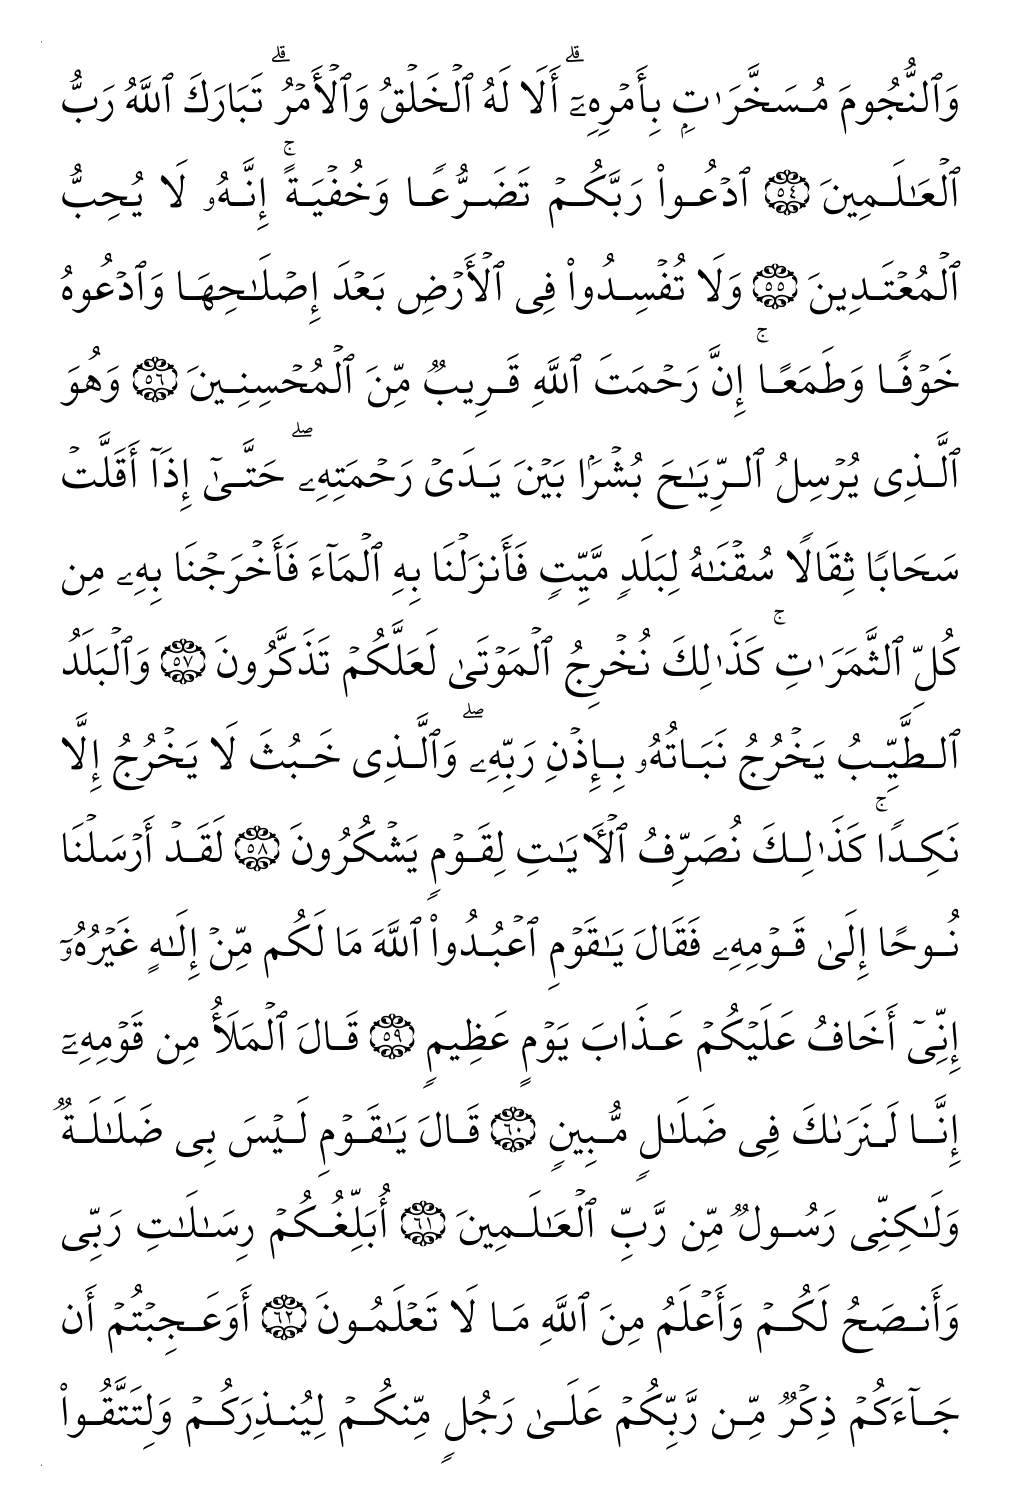 وَٱلنُّجُومَ مُسَخَّرَٰتِۭ بِأَمْرِهِۦٓۗ أَلَا لَهُ ٱلْخَلْقُ وَٱلْأَمْرُۗ تَبَارَكَ ٱللَّهُ رَبُّ
ٱلْعَـٰلَمِينَ ۝٥٤ ٱدْعُوا۟ رَبَّكُمْ تَضَرُّعًا وَخُفْيَةًۚ إِنَّهُۥ لَا يُحِبُّ
ٱلْمُعْتَدِينَ ۝٥٥ وَلَا تُفْسِدُوا۟ فِى ٱلْأَرْضِ بَعْدَ إِصْلَـٰحِهَا وَٱدْعُوهُ
خَوْفًا وَطَمَعًاۚ إِنَّ رَحْمَتَ ٱللَّهِ قَرِيبٌ مِّنَ ٱلْمُحْسِنِينَ ۝٥٦ وَهُوَ
ٱلَّذِى يُرْسِلُ ٱلرِّيَـٰحَ بُشْرًۢا بَيْنَ يَدَىْ رَحْمَتِهِۦۖ حَتَّىٰٓ إِذَآ أَقَلَّتْ
سَحَابًا ثِقَالًا سُقْنَـٰهُ لِبَلَدٍ مَّيِّتٍ فَأَنزَلْنَا بِهِ ٱلْمَآءَ فَأَخْرَجْنَا بِهِۦ مِن
كُلِّ ٱلثَّمَرَٰتِۚ كَذَٰلِكَ نُخْرِجُ ٱلْمَوْتَىٰ لَعَلَّكُمْ تَذَكَّرُونَ ۝٥٧ وَٱلْبَلَدُ
ٱلطَّيِّبُ يَخْرُجُ نَبَاتُهُۥ بِإِذْنِ رَبِّهِۦۖ وَٱلَّذِى خَبُثَ لَا يَخْرُجُ إِلَّا
نَكِدًاۚ كَذَٰلِكَ نُصَرِّفُ ٱلْـَٔايَـٰتِ لِقَوْمٍ يَشْكُرُونَ ۝٥٨ لَقَدْ أَرْسَلْنَا
نُوحًا إِلَىٰ قَوْمِهِۦ فَقَالَ يَـٰقَوْمِ ٱعْبُدُوا۟ ٱللَّهَ مَا لَكُم مِّنْ إِلَـٰهٍ غَيْرُهُۥٓ
إِنِّىٓ أَخَافُ عَلَيْكُمْ عَذَابَ يَوْمٍ عَظِيمٍ ۝٥٩ قَالَ ٱلْمَلَأُ مِن قَوْمِهِۦٓ
إِنَّا لَنَرَىٰكَ فِى ضَلَـٰلٍ مُّبِينٍ ۝٦٠ قَالَ يَـٰقَوْمِ لَيْسَ بِى ضَلَـٰلَةٌ
وَلَـٰكِنِّى رَسُولٌ مِّن رَّبِّ ٱلْعَـٰلَمِينَ ۝٦١ أُبَلِّغُكُمْ رِسَـٰلَـٰتِ رَبِّى
وَأَنصَحُ لَكُمْ وَأَعْلَمُ مِنَ ٱللَّهِ مَا لَا تَعْلَمُونَ ۝٦٢ أَوَعَجِبْتُمْ أَن
جَآءَكُمْ ذِكْرٌ مِّن رَّبِّكُمْ عَلَىٰ رَجُلٍ مِّنكُمْ لِيُنذِرَكُمْ وَلِتَتَّقُوا۟